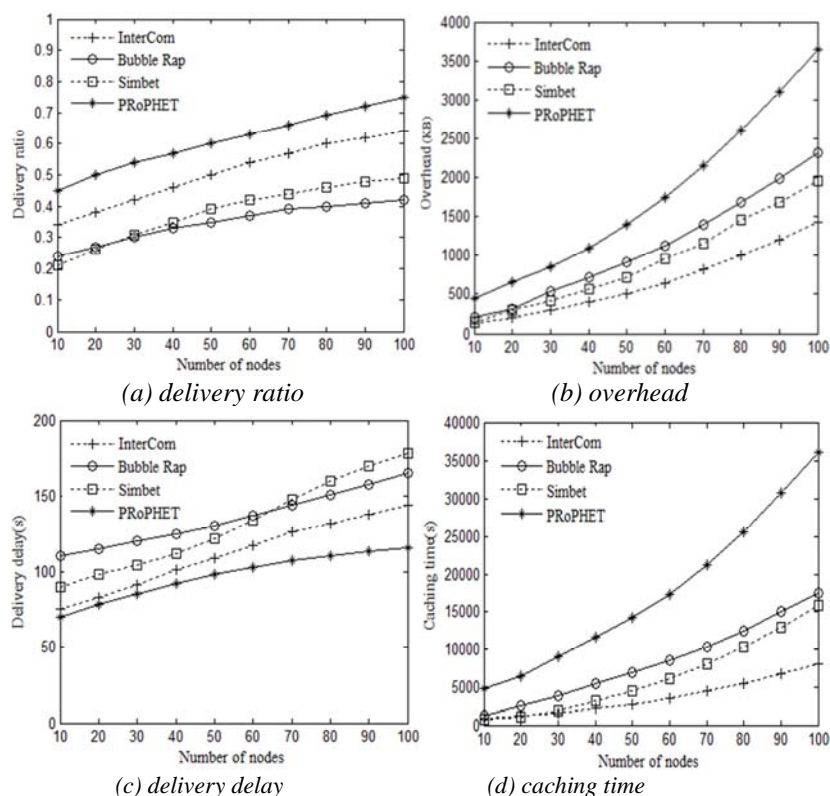 1
0.9
0.8
0.7
0.6
0.5
0.4
0.3
0.2
0.1
0
Delivery ratio
InterCom
Bubble Rap
Simbet
PRoPHET
10 20 30 40 50 60 70 80 90 100
Number of nodes
(a) delivery ratio
4000
3500
3000
2500
2000
1500
1000
500
0
Overhead (KB)
InterCom
Bubble Rap
Simbet
PRoPHET
10 20 30 40 50 60 70 80 90 100
Number of nodes
(b) overhead
200
150
100
50
0
Delivery delay(s)
InterCom
Bubble Rap
Simbet
PRoPHET
10 20 30 40 50 60 70 80 90 100
Number of nodes
(c) delivery delay
40000
35000
30000
25000
20000
15000
10000
5000
0
Caching time(s)
InterCom
Bubble Rap
Simbet
PRoPHET
10 20 30 40 50 60 70 80 90 100
Number of nodes
(d) caching time